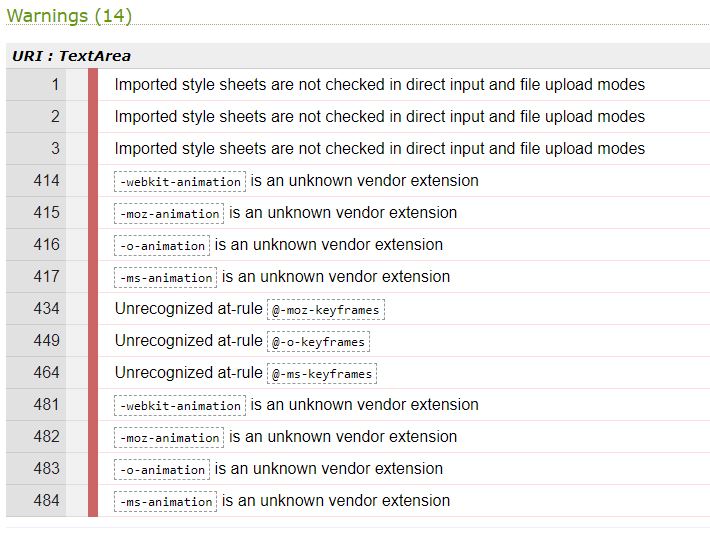 Warnings (14)
URI : TextArea
1 Imported style sheets are not checked in direct input and file upload modes
2 Imported style sheets are not checked in direct input and file upload modes
3 Imported style sheets are not checked in direct input and file upload modes
414 -webkit-animation is an unknown vendor extension
415 -moz-animation is an unknown vendor extension
416 -o-animation is an unknown vendor extension
417 -ms-animation is an unknown vendor extension
434 Unrecognized at-rule @-moz-keyframes
449 Unrecognized at-rule @-o-keyframes
464 Unrecognized at-rule @-ms-keyframes
481 -webkit-animation is an unknown vendor extension
482 -moz-animation is an unknown vendor extension
483 -o-animation is an unknown vendor extension
484 -ms-animation is an unknown vendor extension